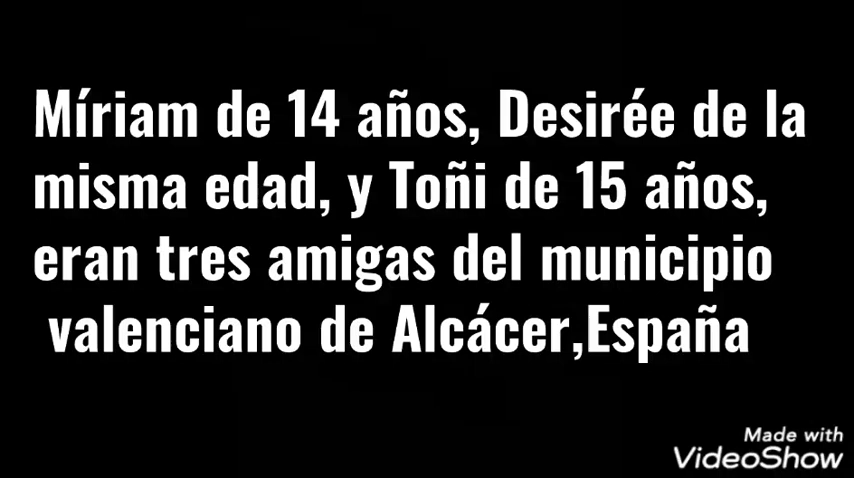 Míriam de 14 años, Desirée de la
misma edad, y Toñi de 15 años,
eran tres amigas del municipio
valenciano de Alcácer,España
Made with
VideoShow